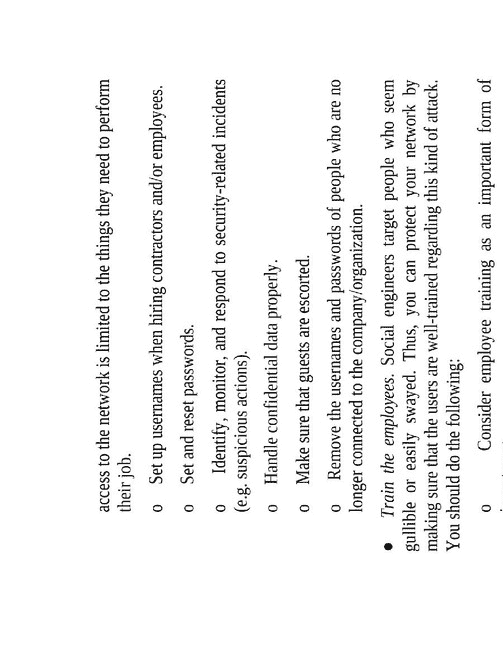 access to the network is limited to the things they need to perform
their job.
o Set up usernames when hiring contractors and/or employees.
o Set and reset passwords.
o Identify, monitor, and respond to security-related incidents
(e.g. suspicious actions).
o Handle confidential data properly.
o Make sure that guests are escorted.
o Remove the usernames and passwords of people who are no
longer connected to the company/organization.
● Train the employees. Social engineers target people who seem
gullible or easily swayed. Thus, you can protect your network by
making sure that the users are well-trained regarding this kind of attack.
You should do the following:
o Consider employee training as an important form of